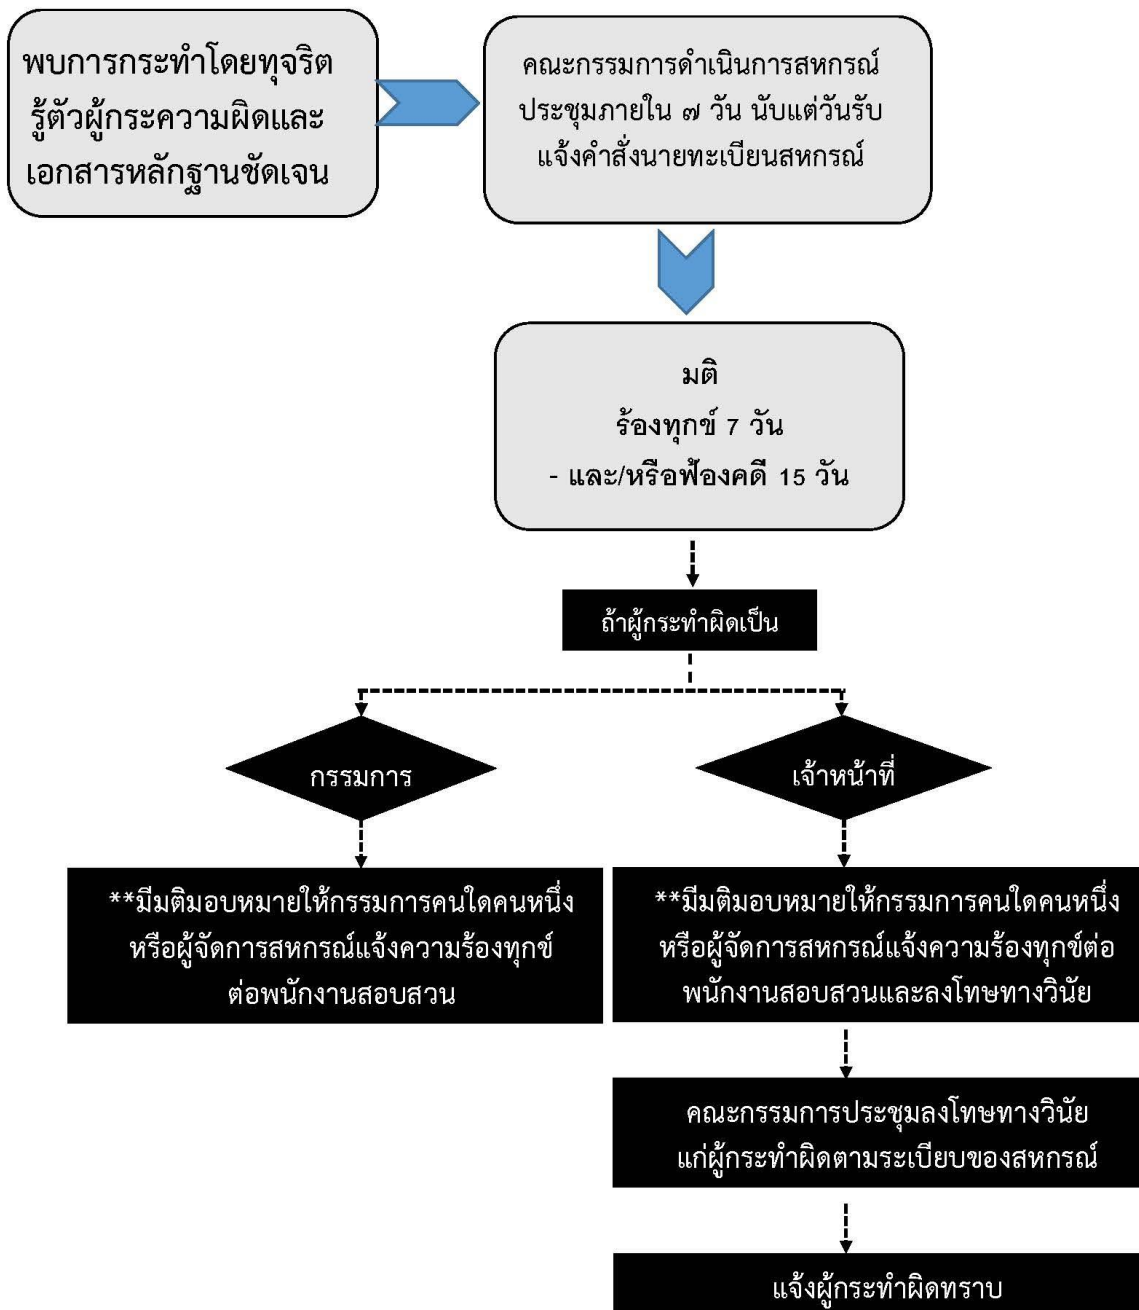 พบการกระทำโดยทุจริต
รู้ตัวผู้กระความผิดและ
เอกสารหลักฐานชัดเจน
คณะกรรมการดำเนินการสหกรณ์
ประชุมภายใน ๗ วัน นับแต่วันรับ
แจ้งคำสั่งนายทะเบียนสหกรณ์
มติ
ร้องทุกข์ 7 วัน
- และ/หรือฟ้องคดี 15 วัน
ถ้าผู้กระทำผิดเป็น
กรรมการ
เจ้าหน้าที่
**มีมติมอบหมายให้กรรมการคนใดคนหนึ่ง
หรือผู้จัดการสหกรณ์แจ้งความร้องทุกข์
ต่อพนักงานสอบสวน
**มีมติมอบหมายให้กรรมการคนใดคนหนึ่ง
หรือผู้จัดการสหกรณ์แจ้งความร้องทุกข์ต่อ
พนักงานสอบสวนและลงโทษทางวินัย
คณะกรรมการประชุมลงโทษทางวินัย
แก่ผู้กระทำผิดตามระเบียบของสหกรณ์
แจ้งผู้กระทำผิดทราบ